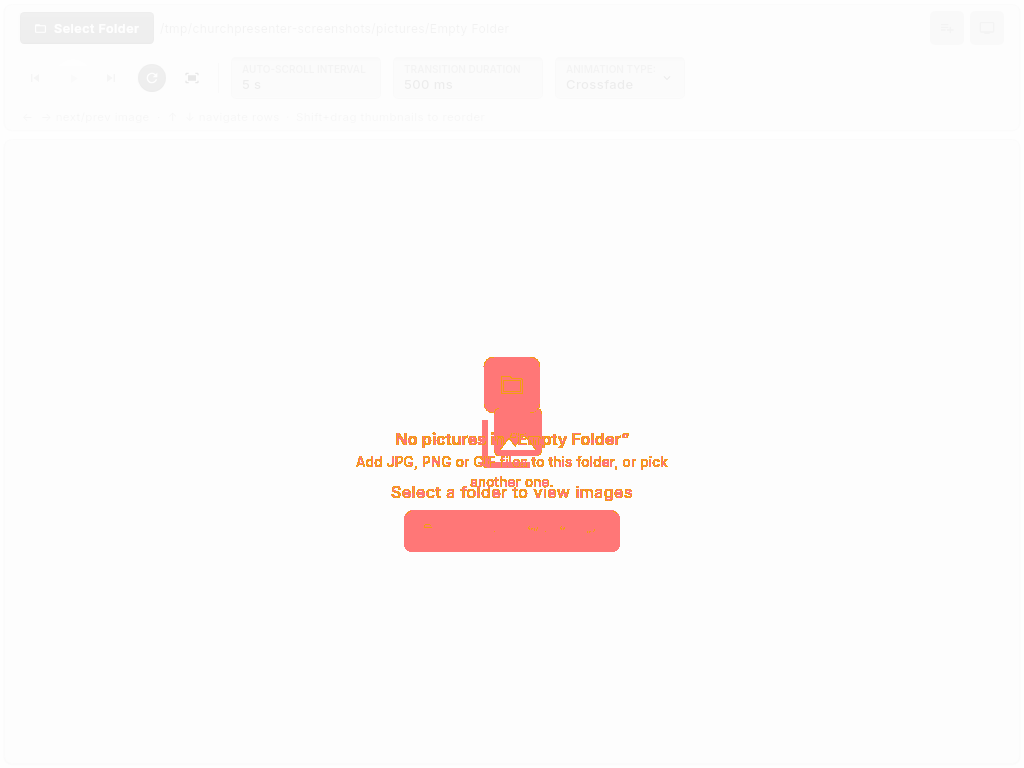 Select Folder /tmp/churchpresenter-screenshots/pictures/Empty Folder
AUTO-SCROLL INTERVAL
5 s
TRANSITION DURATION
500 ms
ANIMATION TYPE
Crossfade
← → next/prev image ↑ ↓ navigate rows
thumbnails to reorder
No pictures in "Empty Folder"
Add JPG, PNG or GIF files to this folder, or pick
another one.
Select a folder to view images